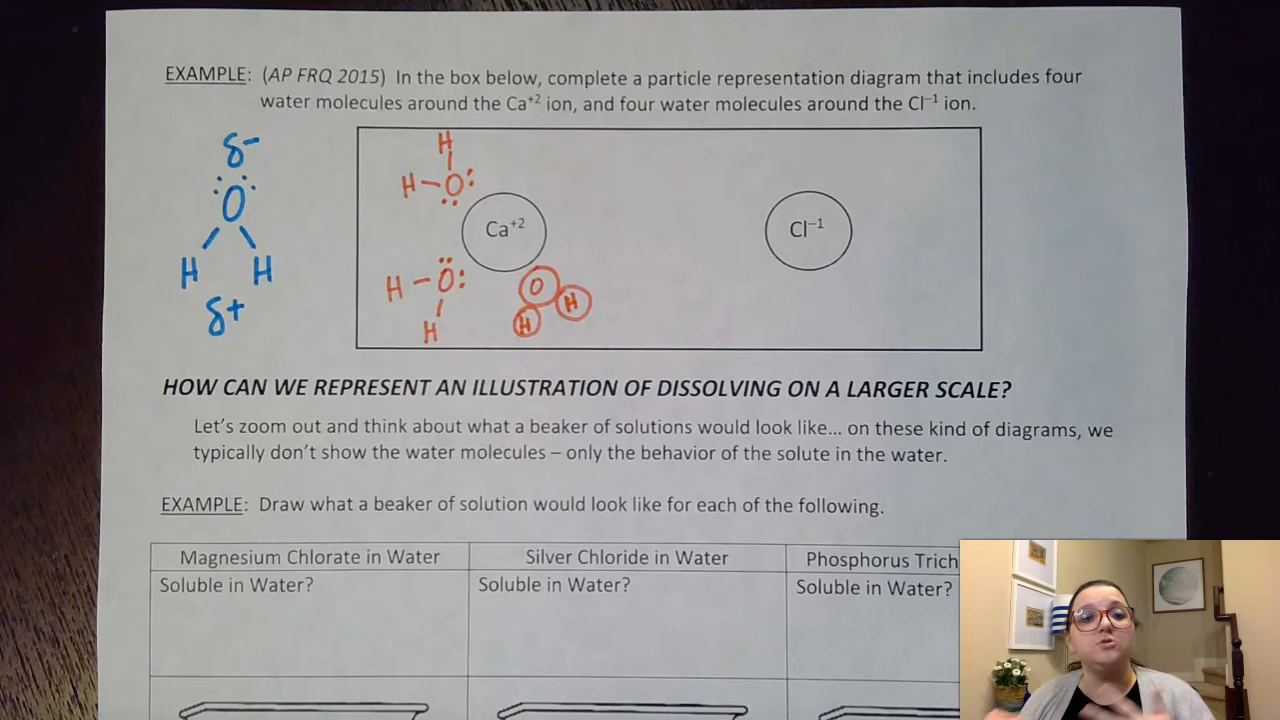 EXAMPLE: (AP FRQ 2015) In the box below, complete a particle representation diagram that includes four
water molecules around the Ca⁺² ion, and four water molecules around the Cl⁻¹ ion.
δ-
:O:
H H
δ+
H
H-O:
Ca⁺²
H-O:
H
O
H
H
Cl⁻¹
HOW CAN WE REPRESENT AN ILLUSTRATION OF DISSOLVING ON A LARGER SCALE?
Let's zoom out and think about what a beaker of solutions would look like... on these kind of diagrams, we
typically don't show the water molecules – only the behavior of the solute in the water.
EXAMPLE: Draw what a beaker of solution would look like for each of the following.
Magnesium Chlorate in Water
Soluble in Water?
Silver Chloride in Water
Soluble in Water?
Phosphorus Trich
Soluble in Water?